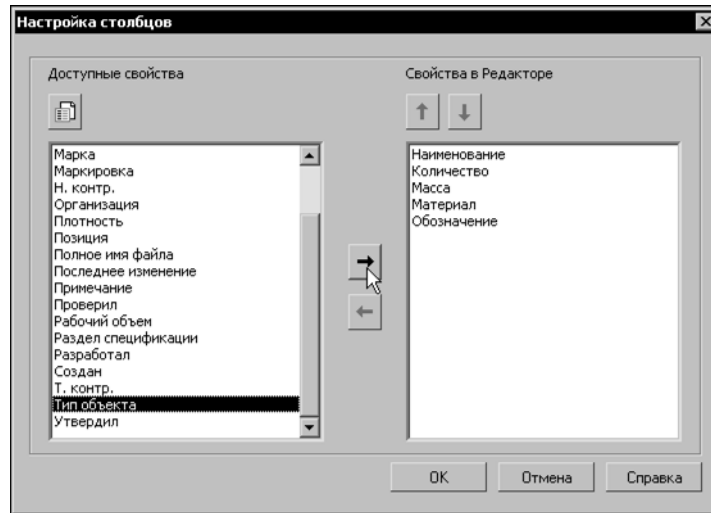 Настройка столбцов
Доступные свойства
Свойства в Редакторе
Марка
Маркировка
Н. контр.
Организация
Плотность
Позиция
Полное имя файла
Последнее изменение
Примечание
Проверил
Рабочий объем
Раздел спецификации
Разработал
Создан
Т. контр.
Тип объекта
Утвердил
Наименование
Количество
Масса
Материал
Обозначение
OK
Отмена
Справка